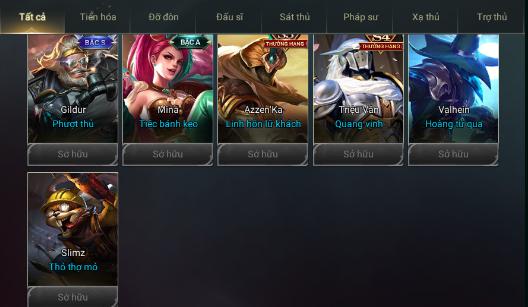 Tất cả Tiến hóa Đỡ đòn Đấu sĩ Sát thủ Pháp sư Xạ thủ Trợ thủ
BẬC S BẬC A S3 THƯỞNG HẠNG S4 THƯỞNG HẠNG
Gildur Mina Azzen'Ka Triệu Vân Valhein
Phượt thủ Tiệc bánh kẹo Linh hồn lữ khách Quang vinh Hoàng tử quạ
Sở hữu Sở hữu Sở hữu Sở hữu Sở hữu
Slimz
Thỏ thợ mỏ
Sở hữu